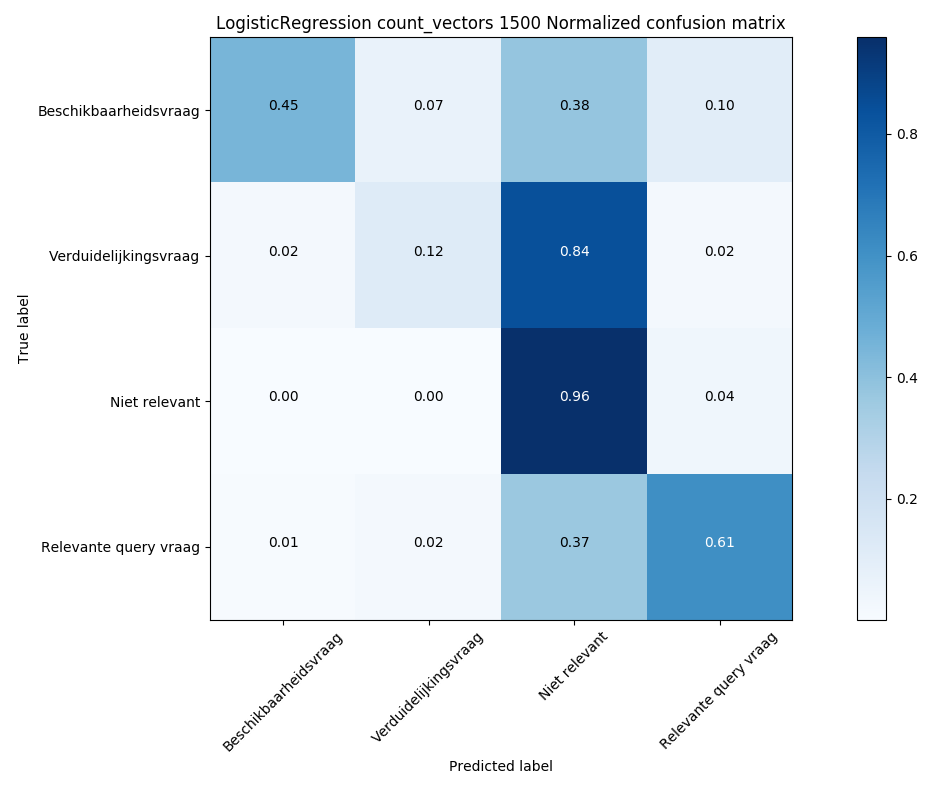 LogisticRegression count_vectors 1500 Normalized confusion matrix
Beschikbaarheidsvraag 0.45 0.07 0.38 0.10
Verduidelijkingsvraag 0.02 0.12 0.84 0.02
Niet relevant 0.00 0.00 0.96 0.04
Relevante query vraag 0.01 0.02 0.37 0.61
True label
Beschikbaarheidsvraag
Verduidelijkingsvraag
Niet relevant
Relevante query vraag
Predicted label
0.8
0.6
0.4
0.2